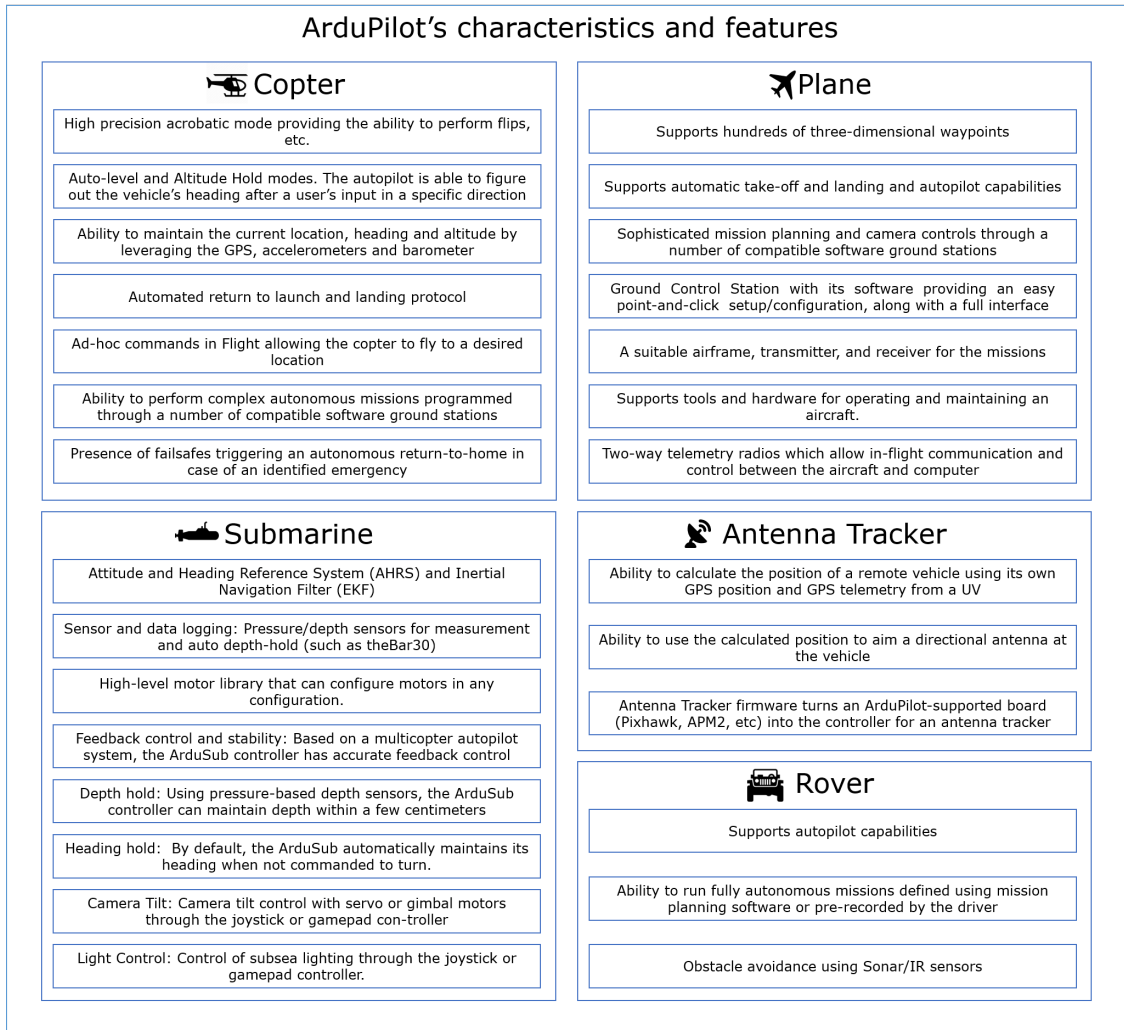 ArduPilot’s characteristics and features
Copter
High precision acrobatic mode providing the ability to perform flips,
etc.
Auto-level and Altitude Hold modes. The autopilot is able to figure
out the vehicle’s heading after a user’s input in a specific direction
Ability to maintain the current location, heading and altitude by
leveraging the GPS, accelerometers and barometer
Automated return to launch and landing protocol
Ad-hoc commands in Flight allowing the copter to fly to a desired
location
Ability to perform complex autonomous missions programmed
through a number of compatible software ground stations
Presence of failsafes triggering an autonomous return-to-home in
case of an identified emergency
Plane
Supports hundreds of three-dimensional waypoints
Supports automatic take-off and landing and autopilot capabilities
Sophisticated mission planning and camera controls through a
number of compatible software ground stations
Ground Control Station with its software providing an easy
point-and-click setup/configuration, along with a full interface
A suitable airframe, transmitter, and receiver for the missions
Supports tools and hardware for operating and maintaining an
aircraft.
Two-way telemetry radios which allow in-flight communication and
control between the aircraft and computer
Submarine
Attitude and Heading Reference System (AHRS) and Inertial
Navigation Filter (EKF)
Sensor and data logging: Pressure/depth sensors for measurement
and auto depth-hold (such as theBar30)
High-level motor library that can configure motors in any
configuration.
Feedback control and stability: Based on a multicopter autopilot
system, the ArduSub controller has accurate feedback control
Depth hold: Using pressure-based depth sensors, the ArduSub
controller can maintain depth within a few centimeters
Heading hold: By default, the ArduSub automatically maintains its
heading when not commanded to turn.
Camera Tilt: Camera tilt control with servo or gimbal motors
through the joystick or gamepad con-troller
Light Control: Control of subsea lighting through the joystick or
gamepad controller.
Antenna Tracker
Ability to calculate the position of a remote vehicle using its own
GPS position and GPS telemetry from a UV
Ability to use the calculated position to aim a directional antenna at
the vehicle
Antenna Tracker firmware turns an ArduPilot-supported board
(Pixhawk, APM2, etc) into the controller for an antenna tracker
Rover
Supports autopilot capabilities
Ability to run fully autonomous missions defined using mission
planning software or pre-recorded by the driver
Obstacle avoidance using Sonar/IR sensors